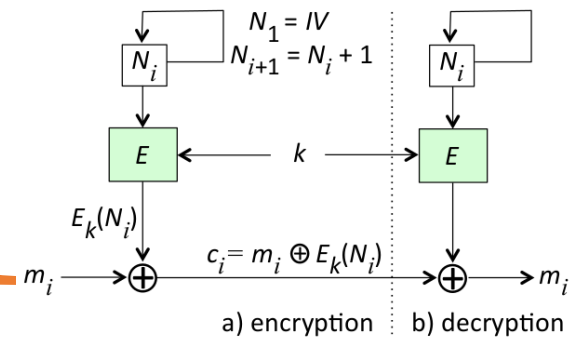 N₁ = IV
Nᵢ₊₁ = Nᵢ + 1
Nᵢ
Nᵢ
E
k
E
Eₖ(Nᵢ)
cᵢ = mᵢ ⊕ Eₖ(Nᵢ)
mᵢ
mᵢ
a) encryption
b) decryption